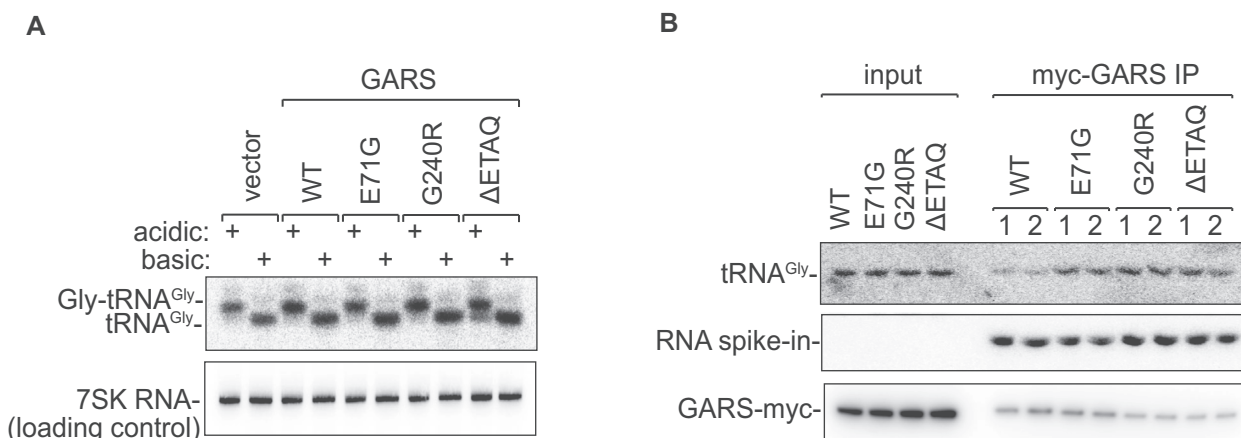 A
GARS
vector
WT
E71G
G240R
ΔETAQ
acidic: + + + + +
basic: + + + + +
Gly-tRNAGly-
tRNAGly-
7SK RNA-
(loading control)
B
input
myc-GARS IP
WT
E71G
G240R
ΔETAQ
WT
E71G
G240R
ΔETAQ
1 2 1 2 1 2 1 2
tRNAGly-
RNA spike-in-
GARS-myc-